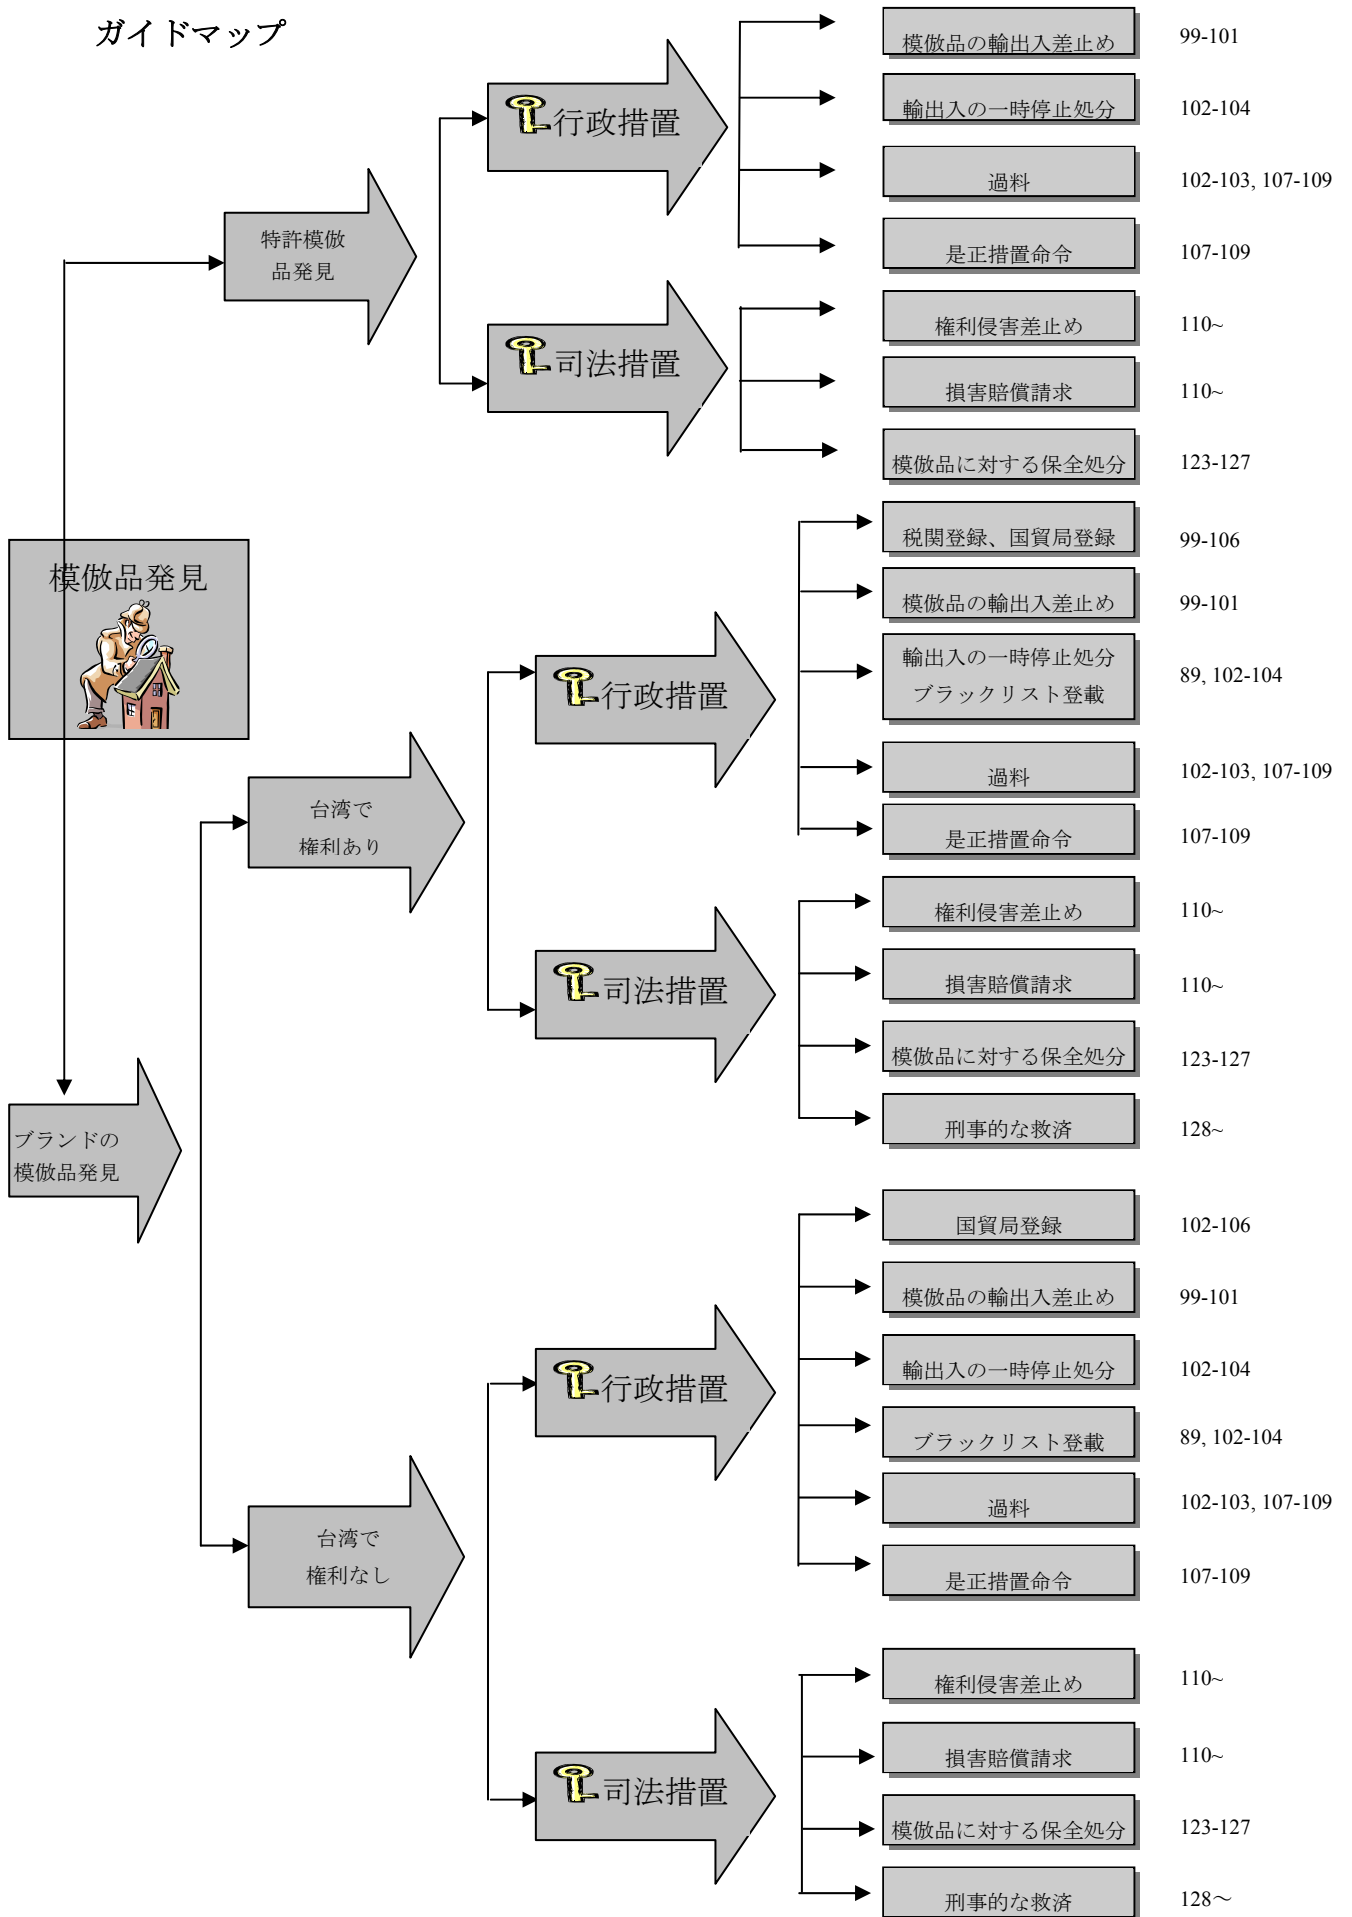 ガイドマップ
模倣品発見
特許模倣
品発見
行政措置
模倣品の輸出入差止め 99-101
輸出入の一時停止処分 102-104
過料 102-103, 107-109
是正措置命令 107-109
司法措置
権利侵害差止め 110~
損害賠償請求 110~
模倣品に対する保全処分 123-127
ブランドの
模倣品発見
台湾で
権利あり
行政措置
税関登録、国貿局登録 99-106
模倣品の輸出入差止め 99-101
輸出入の一時停止処分
ブラックリスト登載 89, 102-104
過料 102-103, 107-109
是正措置命令 107-109
司法措置
権利侵害差止め 110~
損害賠償請求 110~
模倣品に対する保全処分 123-127
刑事的な救済 128~
台湾で
権利なし
行政措置
国貿局登録 102-106
模倣品の輸出入差止め 99-101
輸出入の一時停止処分 102-104
ブラックリスト登載 89, 102-104
過料 102-103, 107-109
是正措置命令 107-109
司法措置
権利侵害差止め 110~
損害賠償請求 110~
模倣品に対する保全処分 123-127
刑事的な救済 128～